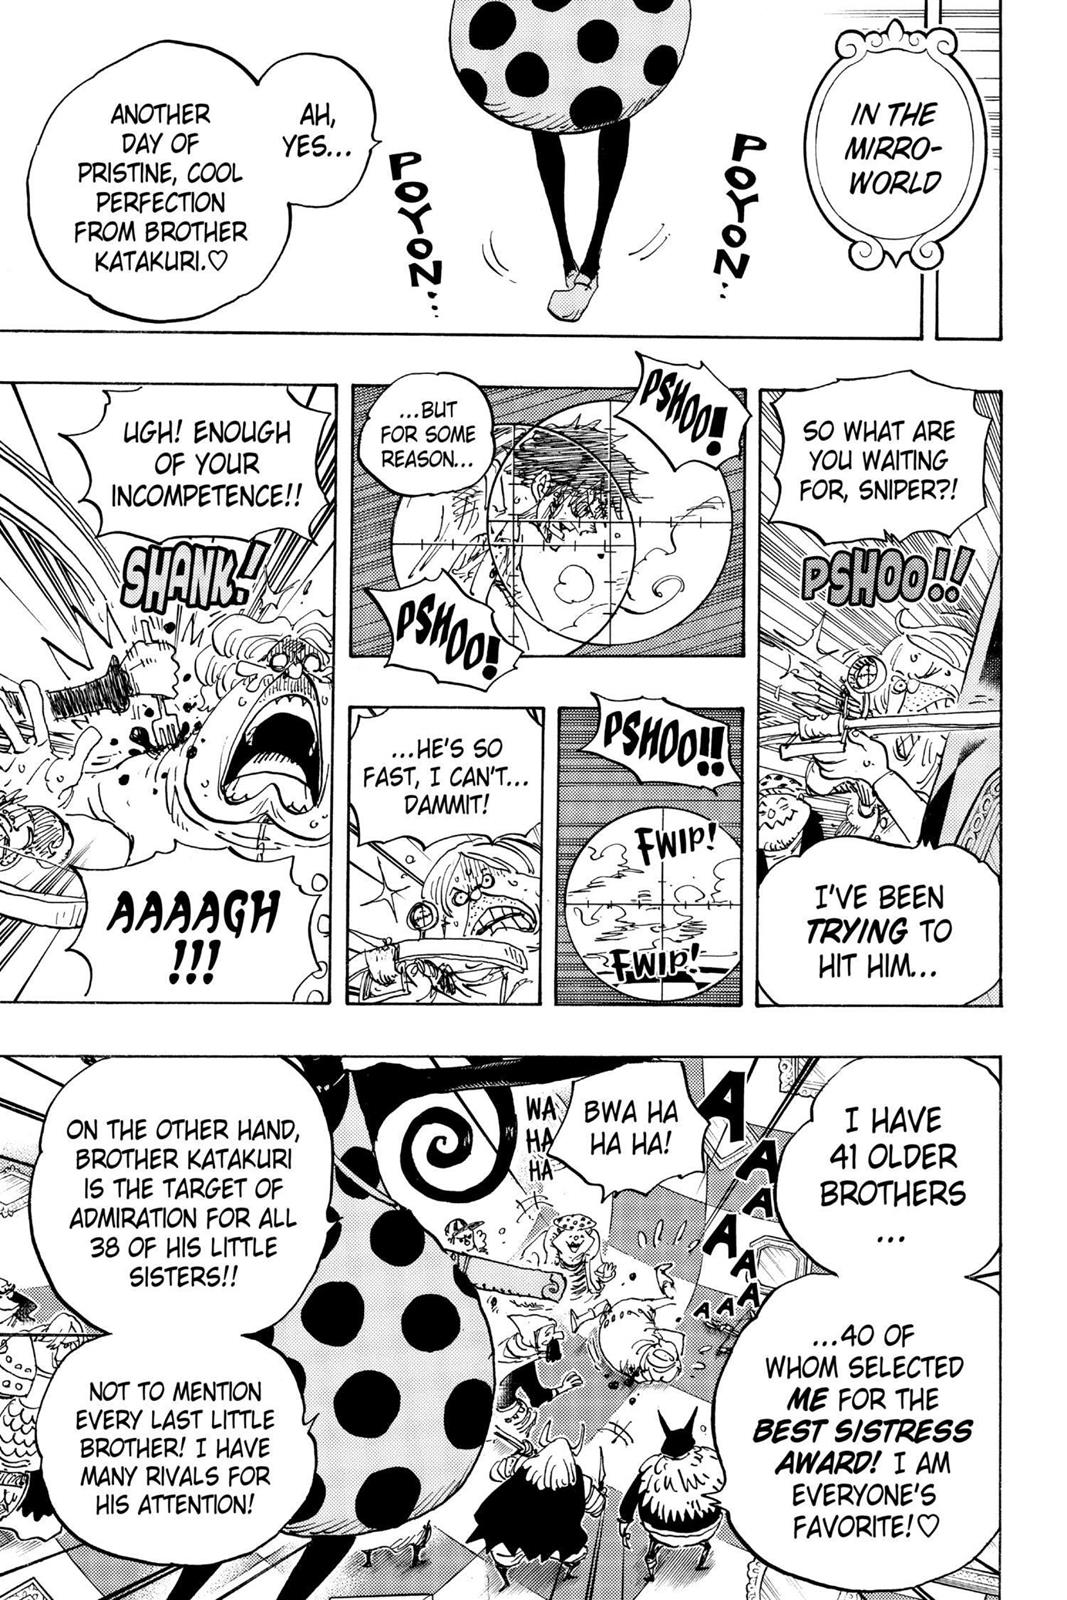 IN THE
MIRRO-
WORLD
POYON...
POYON...
AH,
YES...
ANOTHER
DAY OF
PRISTINE, COOL
PERFECTION
FROM BROTHER
KATAKURI.♡
SO WHAT ARE
YOU WAITING
FOR, SNIPER?!
PSHOO!!
I'VE BEEN
TRYING TO
HIT HIM...
PSHOO!
...BUT
FOR SOME
REASON...
PSHOO!
PSHOO!!
FWIP!
FWIP!
...HE'S SO
FAST, I CAN'T...
DAMMIT!
UGH! ENOUGH
OF YOUR
INCOMPETENCE!!
SHANK!
AAAAGH
!!!
I HAVE
41 OLDER
BROTHERS
...
...40 OF
WHOM SELECTED
ME FOR THE
BEST SISTRESS
AWARD! I AM
EVERYONE'S
FAVORITE!♡
AAAAAAAA
BWA HA
HA HA!
WA
HA
HA
ON THE OTHER HAND,
BROTHER KATAKURI
IS THE TARGET OF
ADMIRATION FOR ALL
38 OF HIS LITTLE
SISTERS!!
NOT TO MENTION
EVERY LAST LITTLE
BROTHER! I HAVE
MANY RIVALS FOR
HIS ATTENTION!